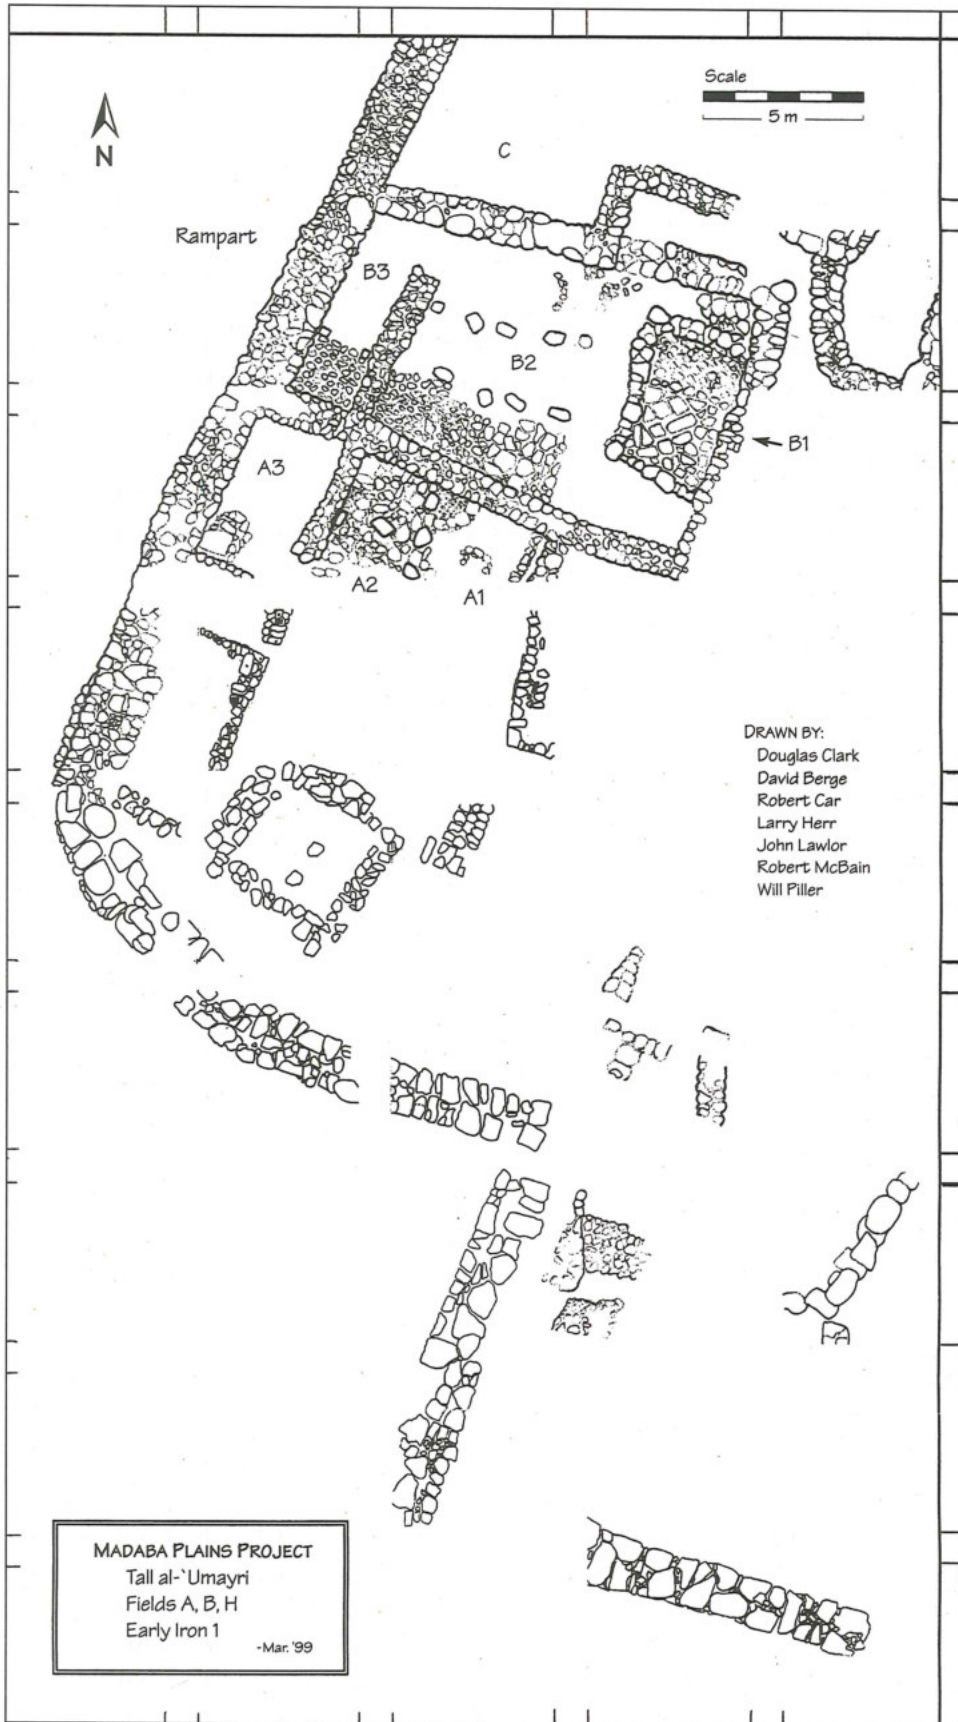 Scale
5 m
N
C
Rampart
B3
B2
B1
A3
A2
A1
DRAWN BY:
Douglas Clark
David Berge
Robert Car
Larry Herr
John Lawlor
Robert McBain
Will Piller
MADABA PLAINS PROJECT
Tall al-`Umayri
Fields A, B, H
Early Iron 1
-Mar. '99